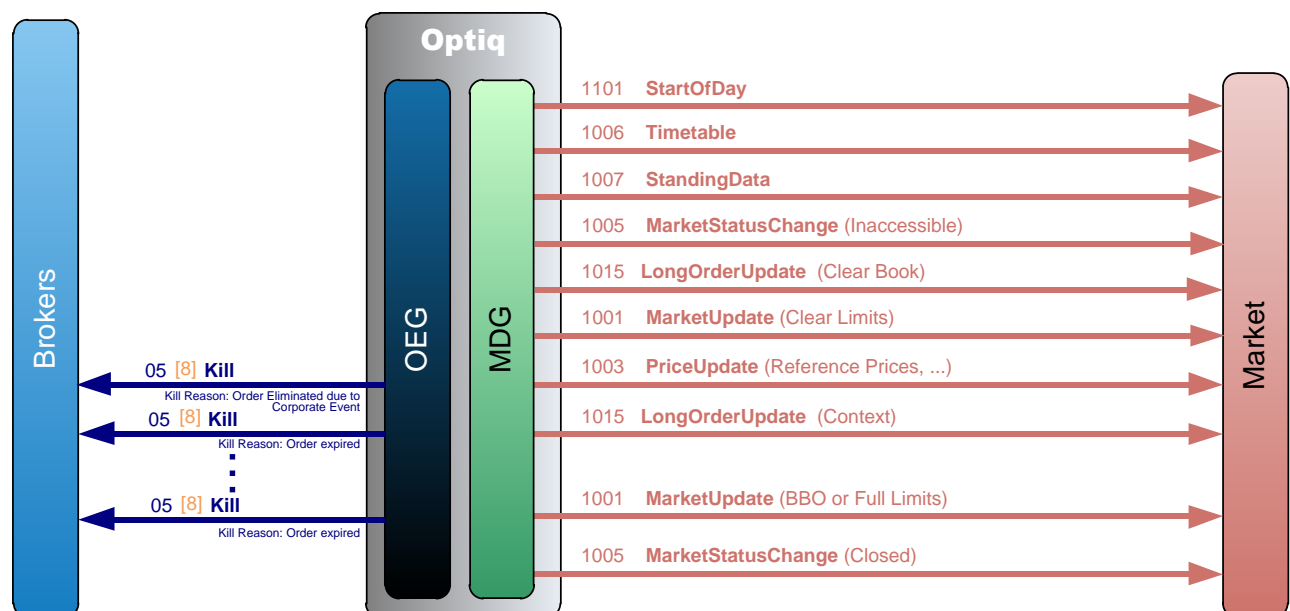 Optiq
Brokers
OEG
MDG
Market
1101 StartOfDay
1006 Timetable
1007 StandingData
1005 MarketStatusChange (Inaccessible)
1015 LongOrderUpdate (Clear Book)
1001 MarketUpdate (Clear Limits)
05 [8] Kill
Kill Reason: Order Eliminated due to
Corporate Event
1003 PriceUpdate (Reference Prices, ...)
05 [8] Kill
Kill Reason: Order expired
1015 LongOrderUpdate (Context)
05 [8] Kill
Kill Reason: Order expired
1001 MarketUpdate (BBO or Full Limits)
1005 MarketStatusChange (Closed)